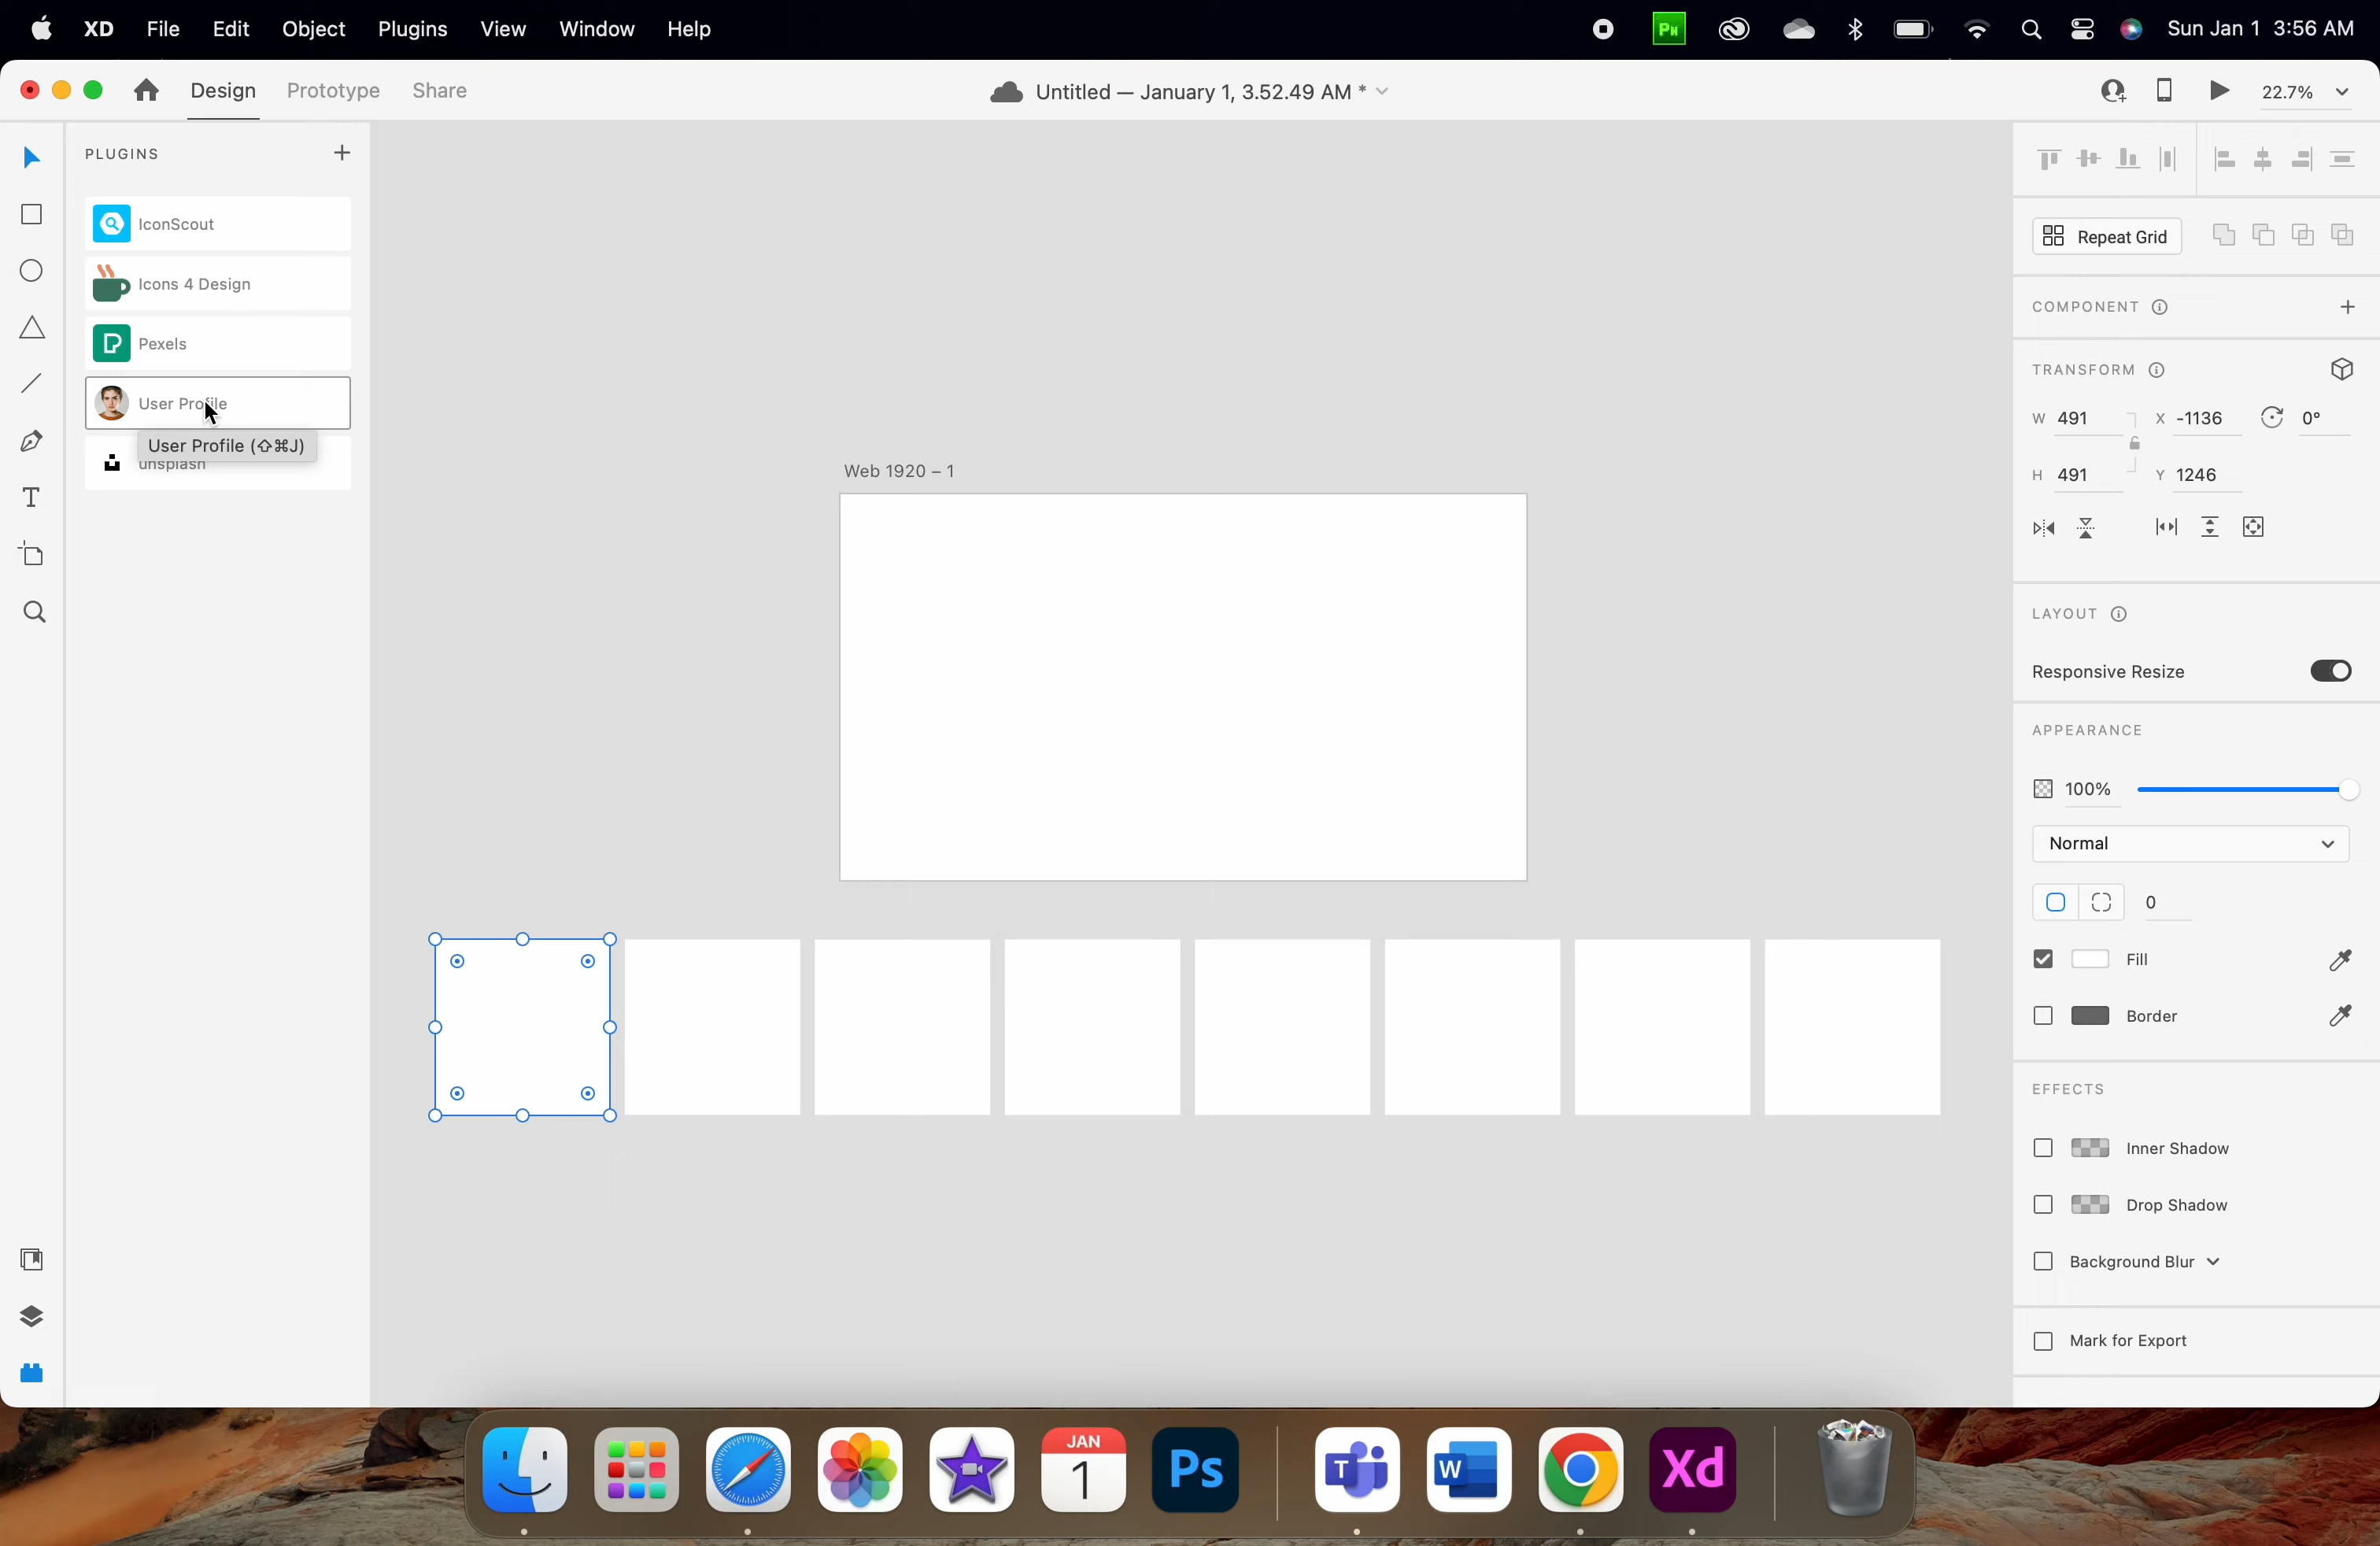 XD File Edit Object Plugins View Window Help Pw Sun Jan 1 3:56 AM
Design Prototype Share Untitled — January 1, 3.52.49 AM * 22.7%
PLUGINS
IconScout
Icons 4 Design
Pexels
User Profile
User Profile (⇧⌘J)
unsplash
Web 1920 – 1
Repeat Grid
COMPONENT
TRANSFORM
W 491 X -1136 0°
H 491 Y 1246
LAYOUT
Responsive Resize
APPEARANCE
100%
Normal
0
Fill
Border
EFFECTS
Inner Shadow
Drop Shadow
Background Blur
Mark for Export
JAN
1
Ps
T
W
Xd